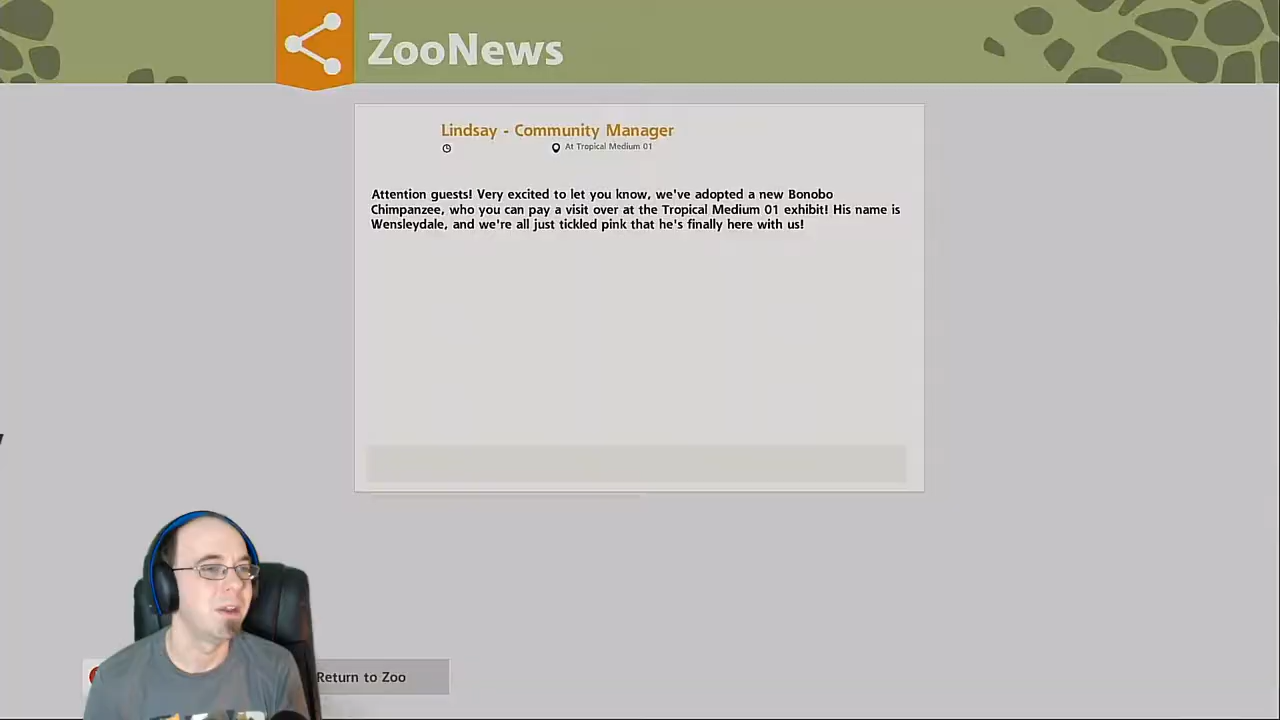 ZooNews
Lindsay - Community Manager
At Tropical Medium 01
Attention guests! Very excited to let you know, we've adopted a new Bonobo
Chimpanzee, who you can pay a visit over at the Tropical Medium 01 exhibit! His name is
Wensleydale, and we're all just tickled pink that he's finally here with us!
Return to Zoo